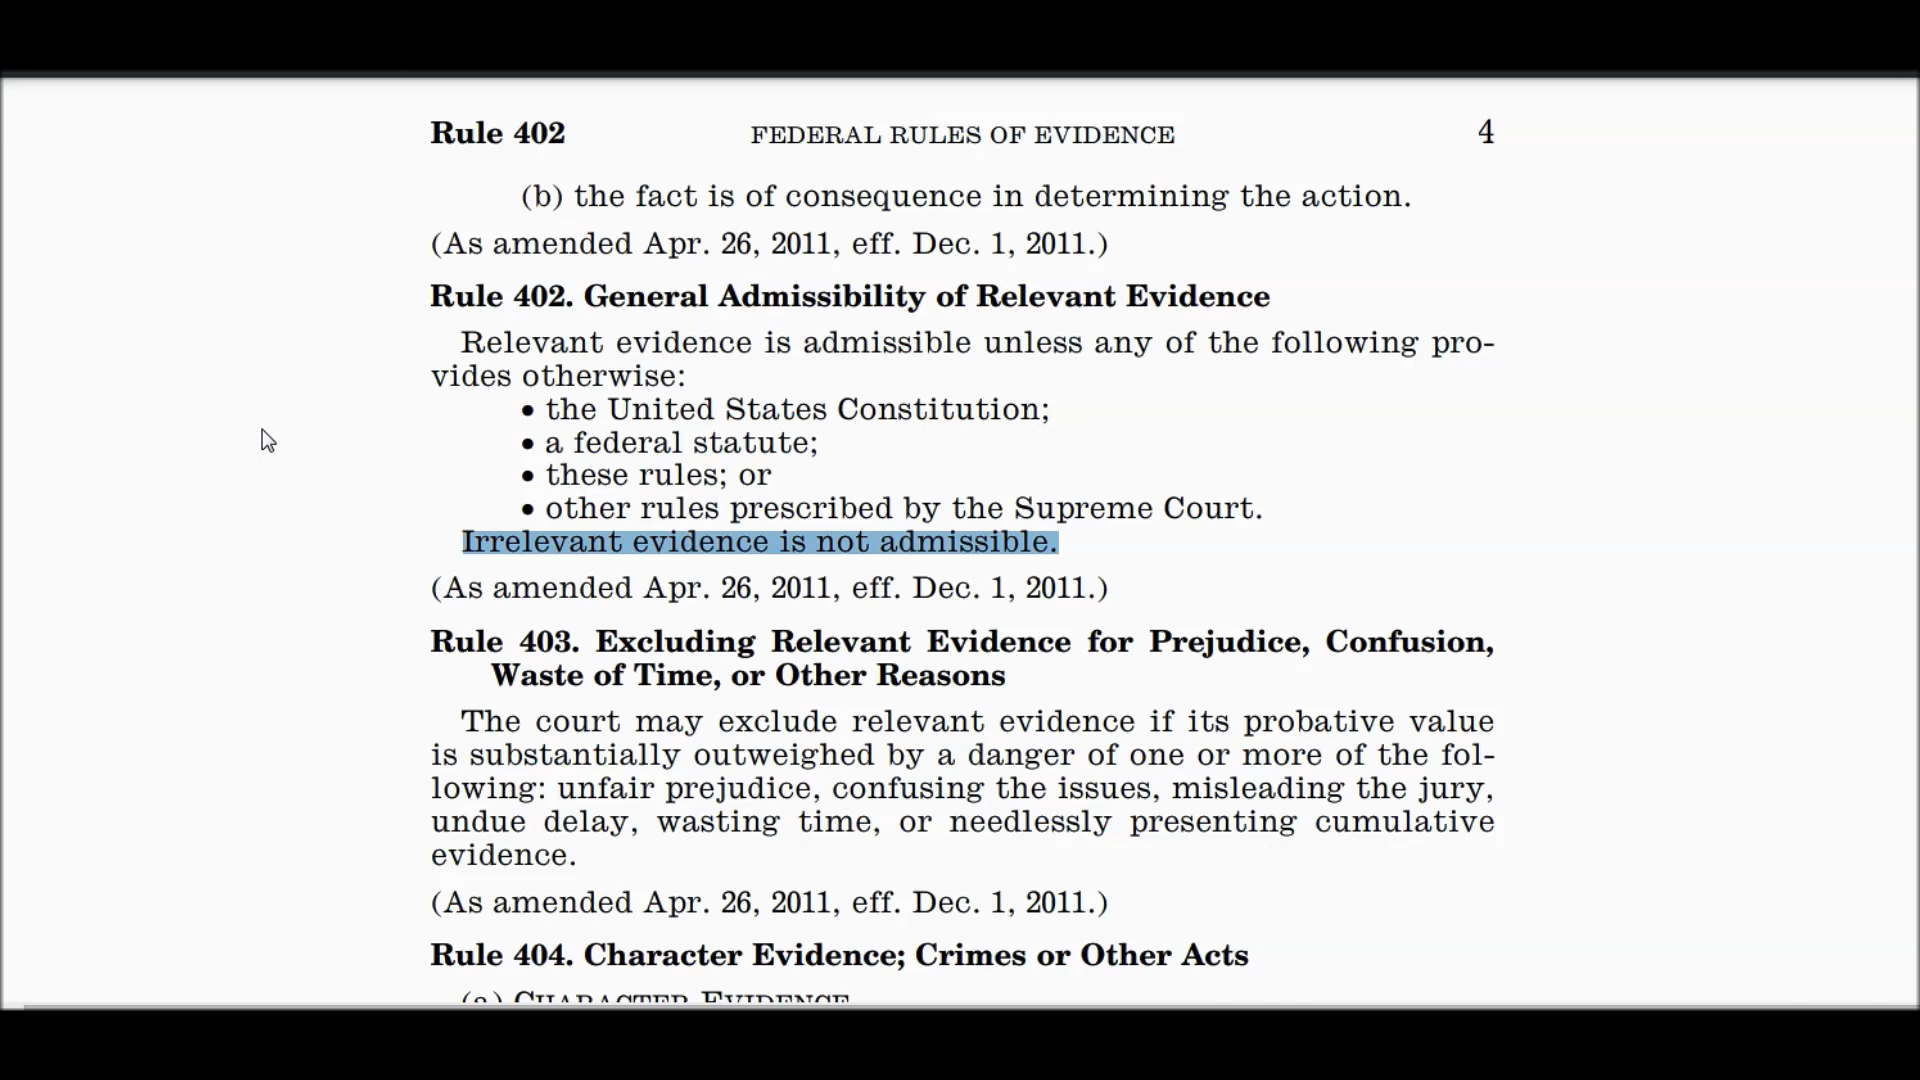 Rule 402 FEDERAL RULES OF EVIDENCE 4
(b) the fact is of consequence in determining the action.
(As amended Apr. 26, 2011, eff. Dec. 1, 2011.)
Rule 402. General Admissibility of Relevant Evidence
Relevant evidence is admissible unless any of the following pro-
vides otherwise:
• the United States Constitution;
• a federal statute;
• these rules; or
• other rules prescribed by the Supreme Court.
Irrelevant evidence is not admissible.
(As amended Apr. 26, 2011, eff. Dec. 1, 2011.)
Rule 403. Excluding Relevant Evidence for Prejudice, Confusion,
Waste of Time, or Other Reasons
The court may exclude relevant evidence if its probative value
is substantially outweighed by a danger of one or more of the fol-
lowing: unfair prejudice, confusing the issues, misleading the jury,
undue delay, wasting time, or needlessly presenting cumulative
evidence.
(As amended Apr. 26, 2011, eff. Dec. 1, 2011.)
Rule 404. Character Evidence; Crimes or Other Acts
(a) CHARACTER EVIDENCE